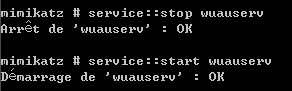 mimikatz # service::stop wuauserv
Arrêt de 'wuauserv' : OK
mimikatz # service::start wuauserv
Démarrage de 'wuauserv' : OK